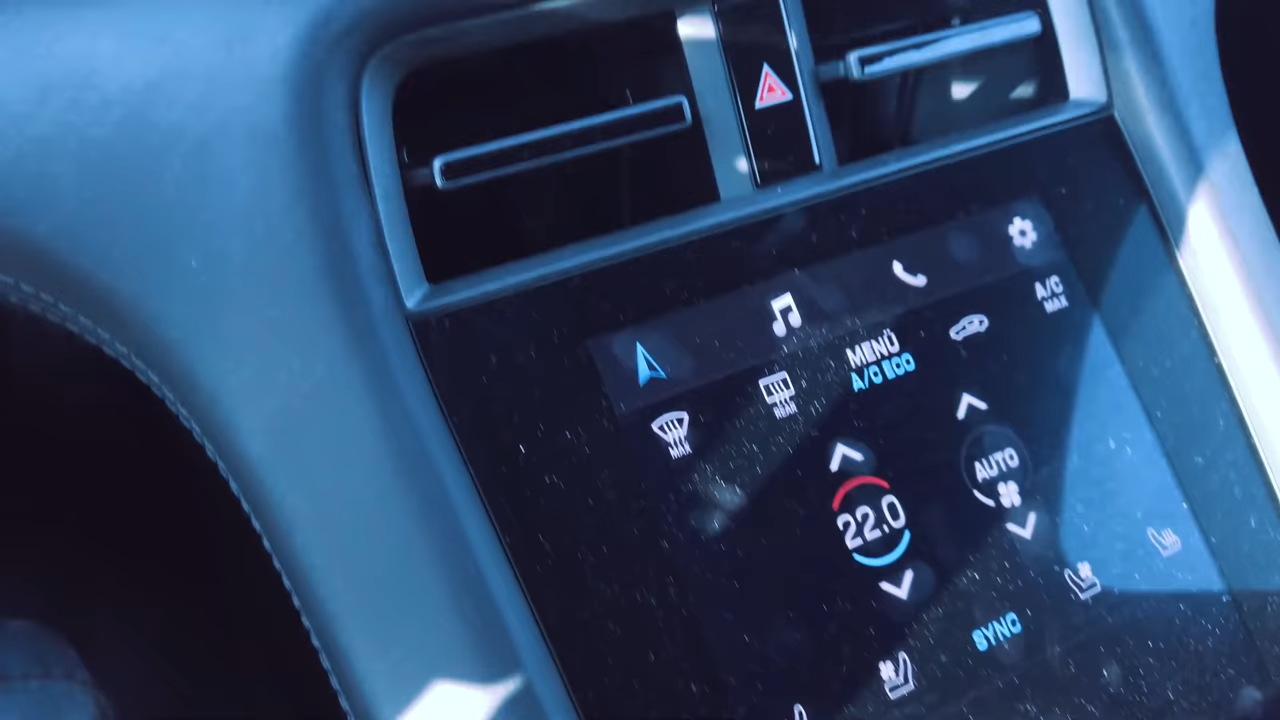 A/C
MAX
MENÜ
A/C ECO
REAR
MAX
AUTO
22.0
SYNC